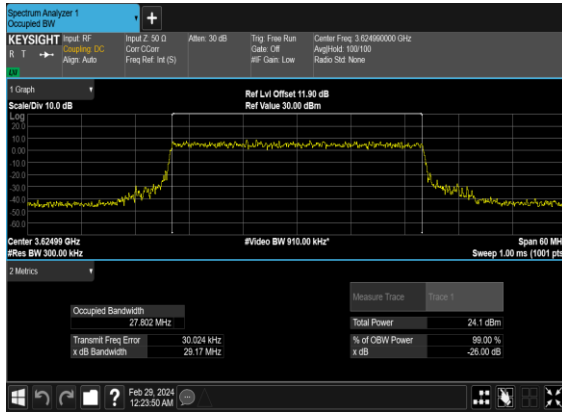 Spectrum Analyzer 1
Occupied BW
+
KEYSIGHT Input: RF Input Z: 50 Ω Atten: 30 dB Trig: Free Run Center Freq: 3.624990000 GHz
R T Coupling: DC Corr CCorr Gate: Off Avg|Hold: 100/100
Align: Auto Freq Ref: Int (S) #IF Gain: Low Radio Std: None
1 Graph
Ref Lvl Offset 11.90 dB
Scale/Div 10.0 dB Ref Value 30.00 dBm
Log
20.0
10.0
0.00
-10.0
-20.0
-30.0
-40.0
-50.0
-60.0
Center 3.62499 GHz #Video BW 910.00 kHz* Span 60 MH
#Res BW 300.00 kHz Sweep 1.00 ms (1001 pts
2 Metrics
Measure Trace Trace 1
Occupied Bandwidth
27.802 MHz Total Power 24.1 dBm
Transmit Freq Error 30.024 kHz % of OBW Power 99.00 %
x dB Bandwidth 29.17 MHz x dB -26.00 dB
? Feb 29, 2024
12:23:50 AM